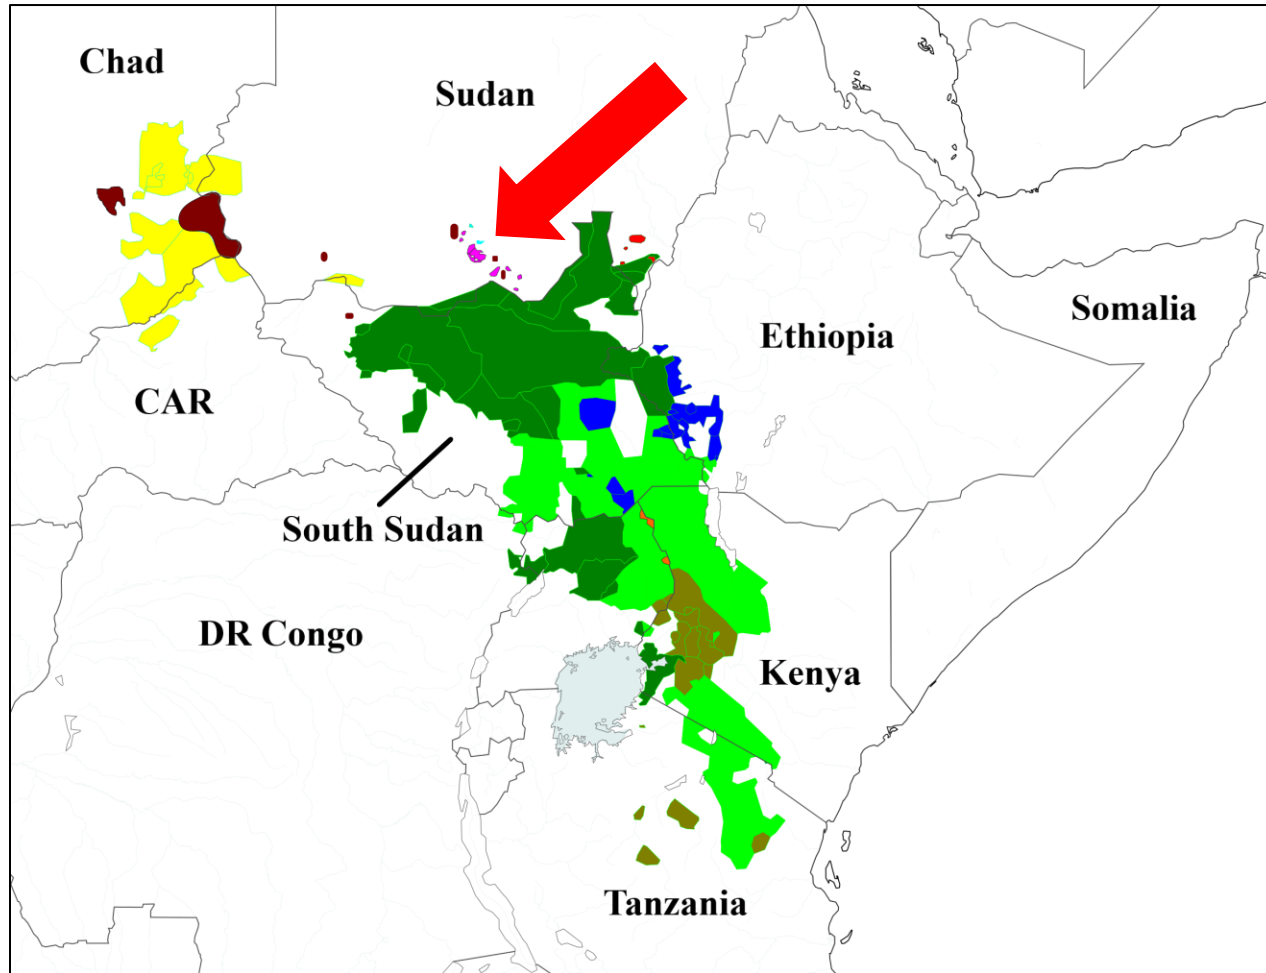 Chad
Sudan
Somalia
Ethiopia
CAR
South Sudan
DR Congo
Kenya
Tanzania